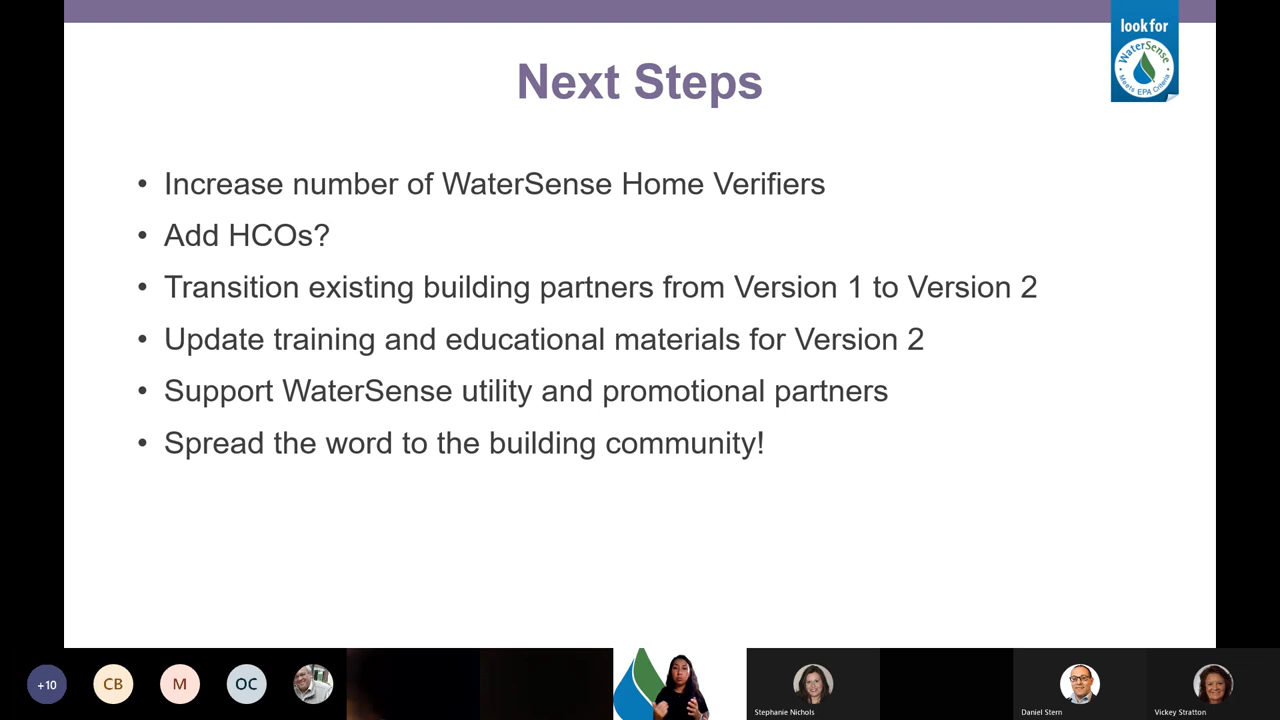 look for
WaterSense
Meets EPA Criteria
Next Steps
• Increase number of WaterSense Home Verifiers
• Add HCOs?
• Transition existing building partners from Version 1 to Version 2
• Update training and educational materials for Version 2
• Support WaterSense utility and promotional partners
• Spread the word to the building community!
+10
CB
M
OC
Stephanie Nichols
Daniel Stern
Vickey Stratton